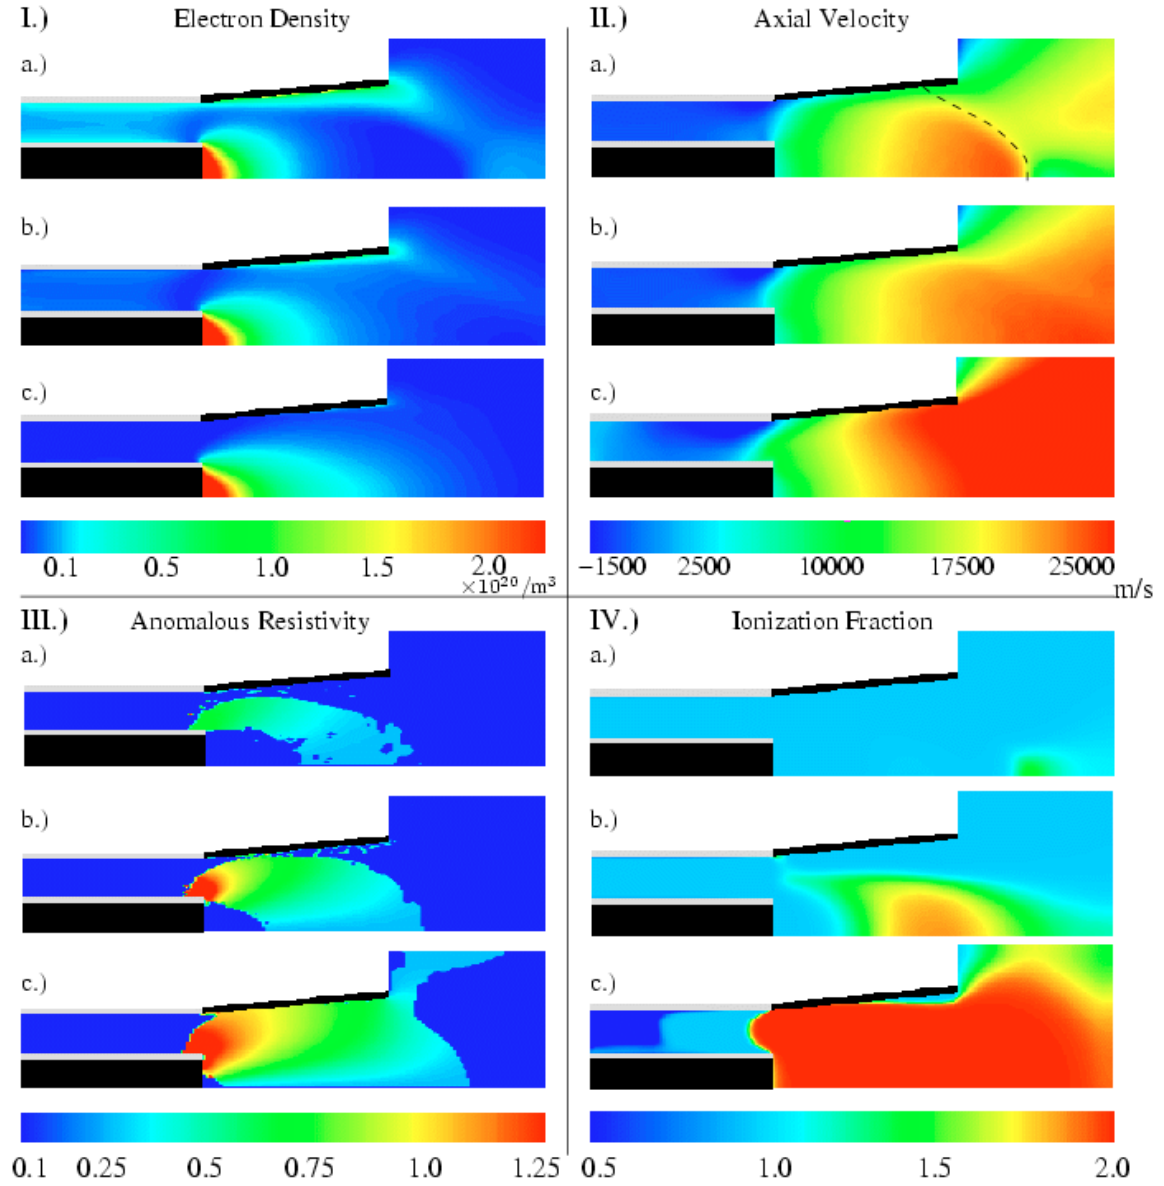 I.) Electron Density
a.)
b.)
c.)
0.1 0.5 1.0 1.5 2.0
×10²⁰/m³
II.) Axial Velocity
a.)
b.)
c.)
−1500 2500 10000 17500 25000
m/s
III.) Anomalous Resistivity
a.)
b.)
c.)
0.1 0.25 0.5 0.75 1.0 1.25
IV.) Ionization Fraction
a.)
b.)
c.)
0.5 1.0 1.5 2.0